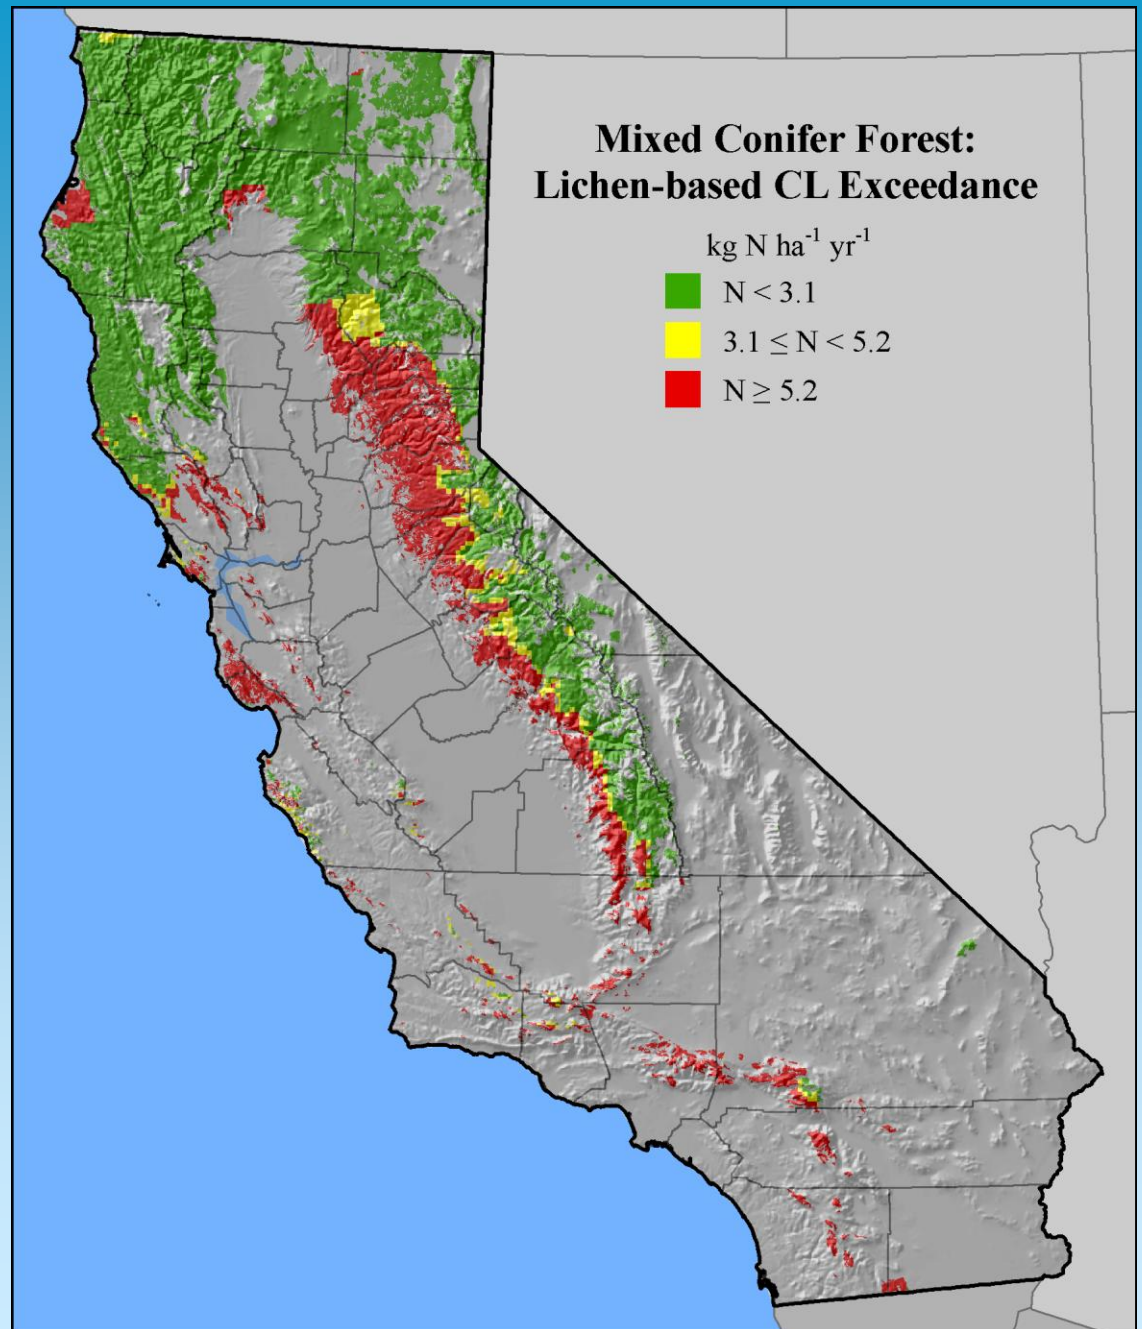 Mixed Conifer Forest:
Lichen-based CL Exceedance
kg N ha⁻¹ yr⁻¹
N < 3.1
3.1 ≤ N < 5.2
N ≥ 5.2